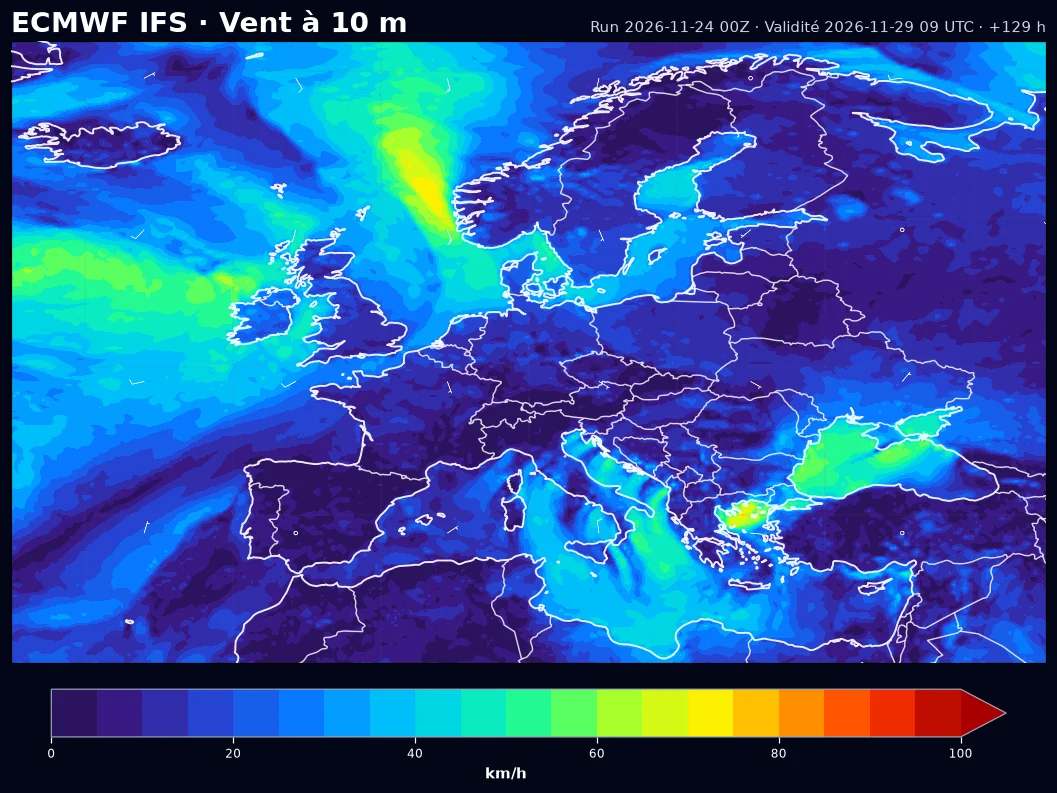 ECMWF IFS · Vent à 10 m
Run 2026-11-24 00Z · Validité 2026-11-29 09 UTC · +129 h
0 20 40 60 80 100
km/h